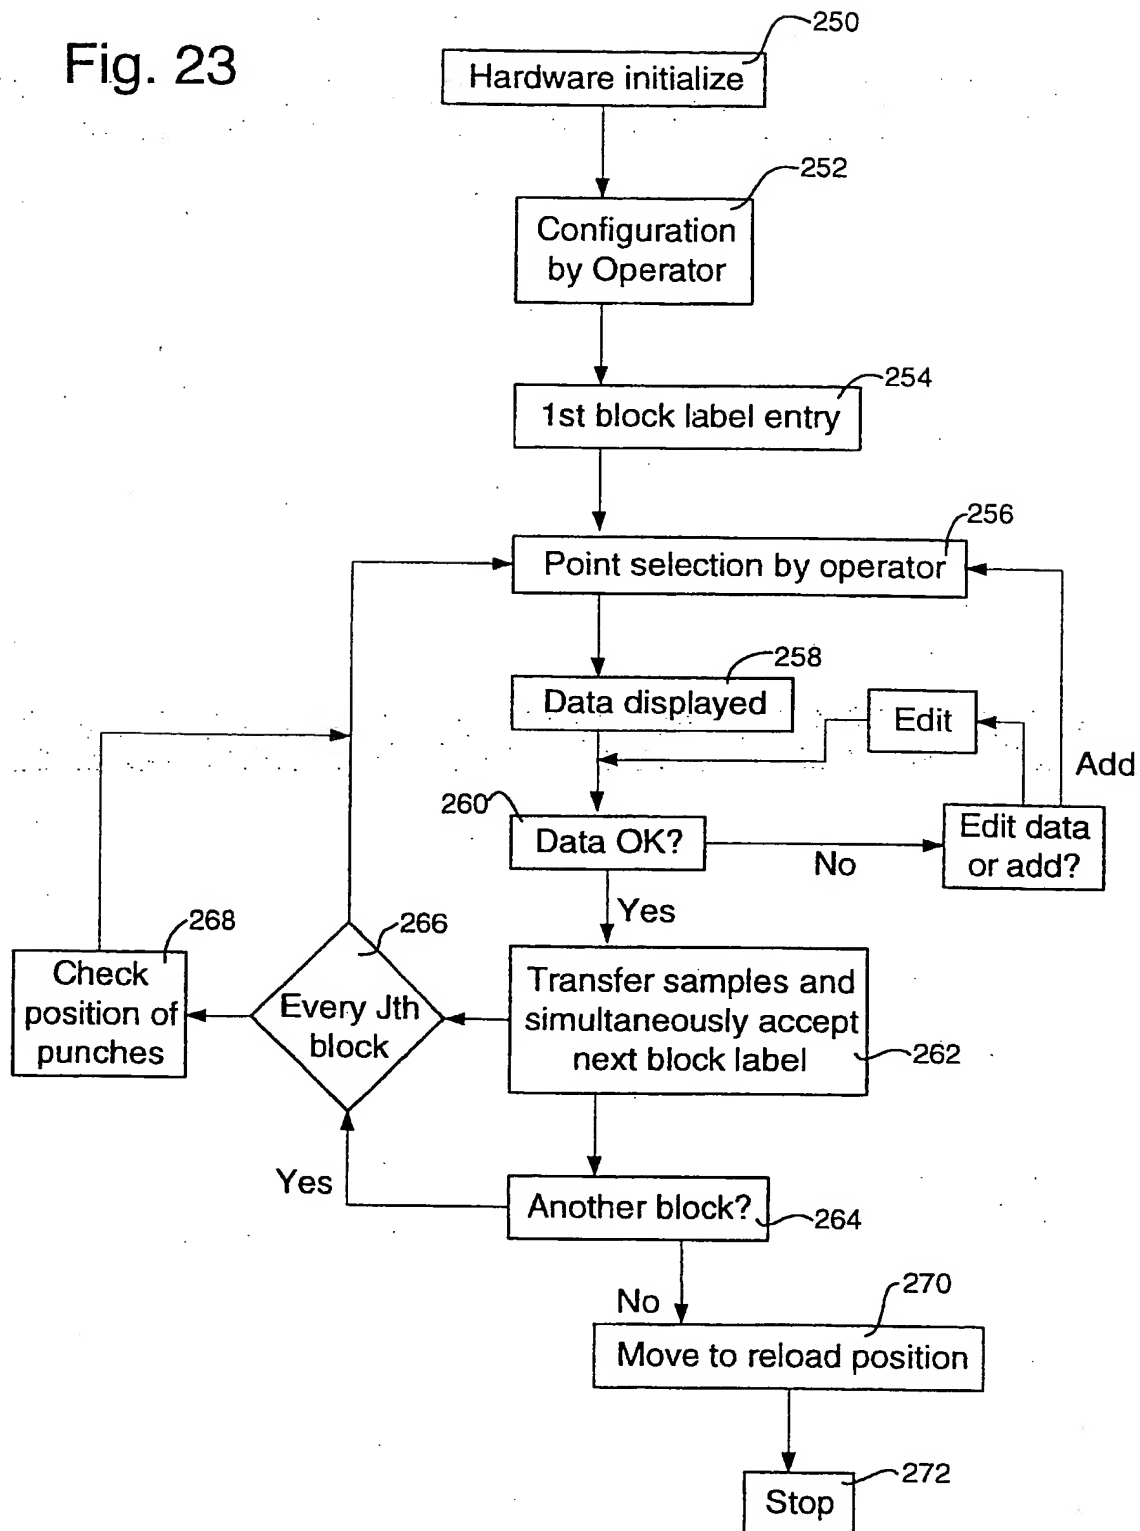 Fig. 23
250
Hardware initialize
252
Configuration
by Operator
254
1st block label entry
256
Point selection by operator
258
Data displayed
Edit
Add
260
Data OK?
No
Edit data
or add?
Yes
268
266
Check
position of
punches
Every Jth
block
Transfer samples and
simultaneously accept
next block label
262
Yes
Another block?
264
No
270
Move to reload position
272
Stop